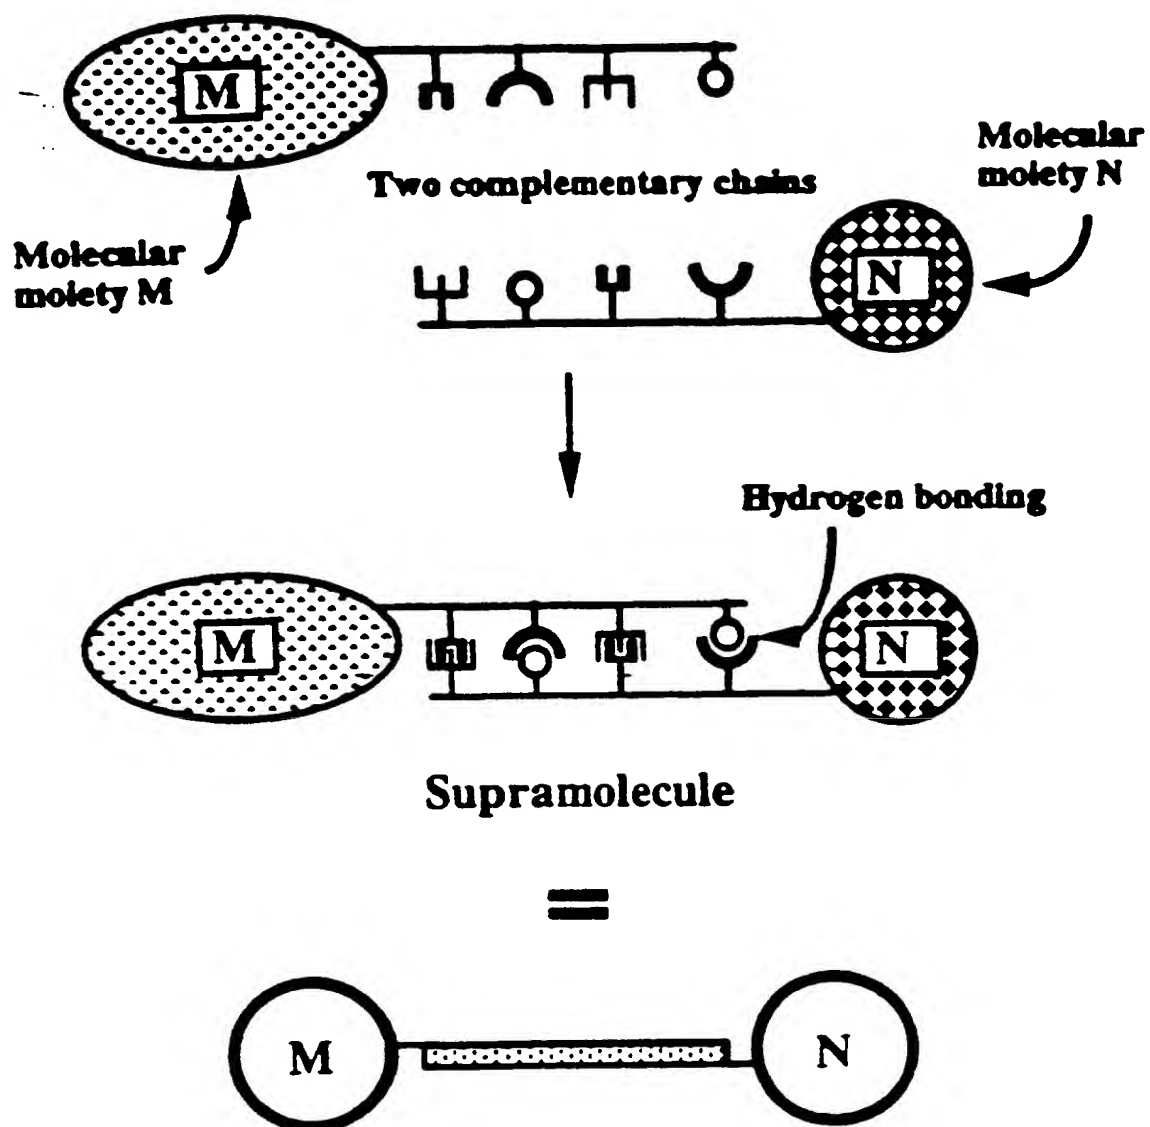 M
Two complementary chains
Molecular
moiety N
Molecular
moiety M
N
Hydrogen bonding
M
N
Supramolecule
=
M
N